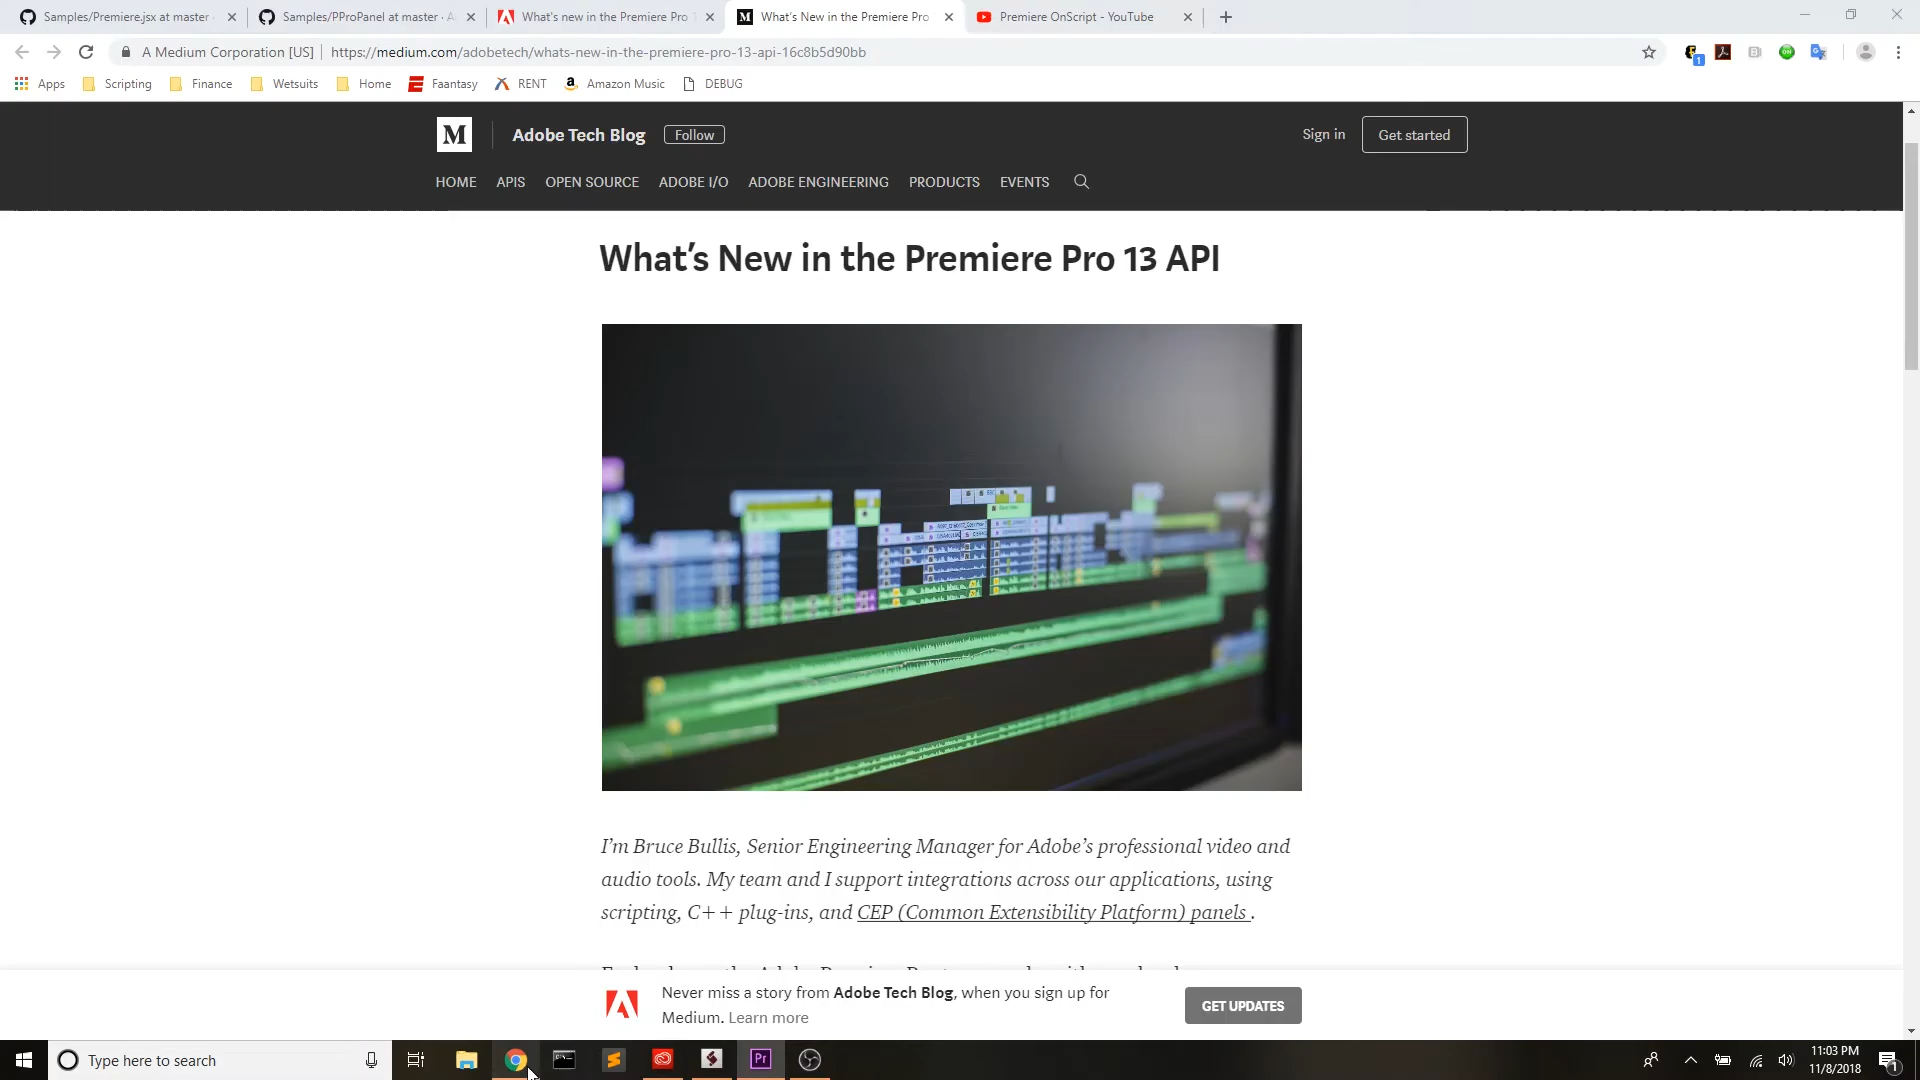 Samples/Premiere.jsx at master
Samples/PProPanel at master · A
What's new in the Premiere Pro 1
What's New in the Premiere Pro
Premiere OnScript - YouTube
A Medium Corporation [US]
https://medium.com/adobetech/whats-new-in-the-premiere-pro-13-api-16c8b5d90bb
1
Apps
Scripting
Finance
Wetsuits
Home
Faantasy
RENT
Amazon Music
DEBUG
M
Adobe Tech Blog
Follow
Sign in
Get started
HOME
APIS
OPEN SOURCE
ADOBE I/O
ADOBE ENGINEERING
PRODUCTS
EVENTS
What's New in the Premiere Pro 13 API
I'm Bruce Bullis, Senior Engineering Manager for Adobe's professional video and
audio tools. My team and I support integrations across our applications, using
scripting, C++ plug-ins, and CEP (Common Extensibility Platform) panels .
Never miss a story from Adobe Tech Blog, when you sign up for
Medium. Learn more
GET UPDATES
Type here to search
Pr
11:03 PM
11/8/2018
1